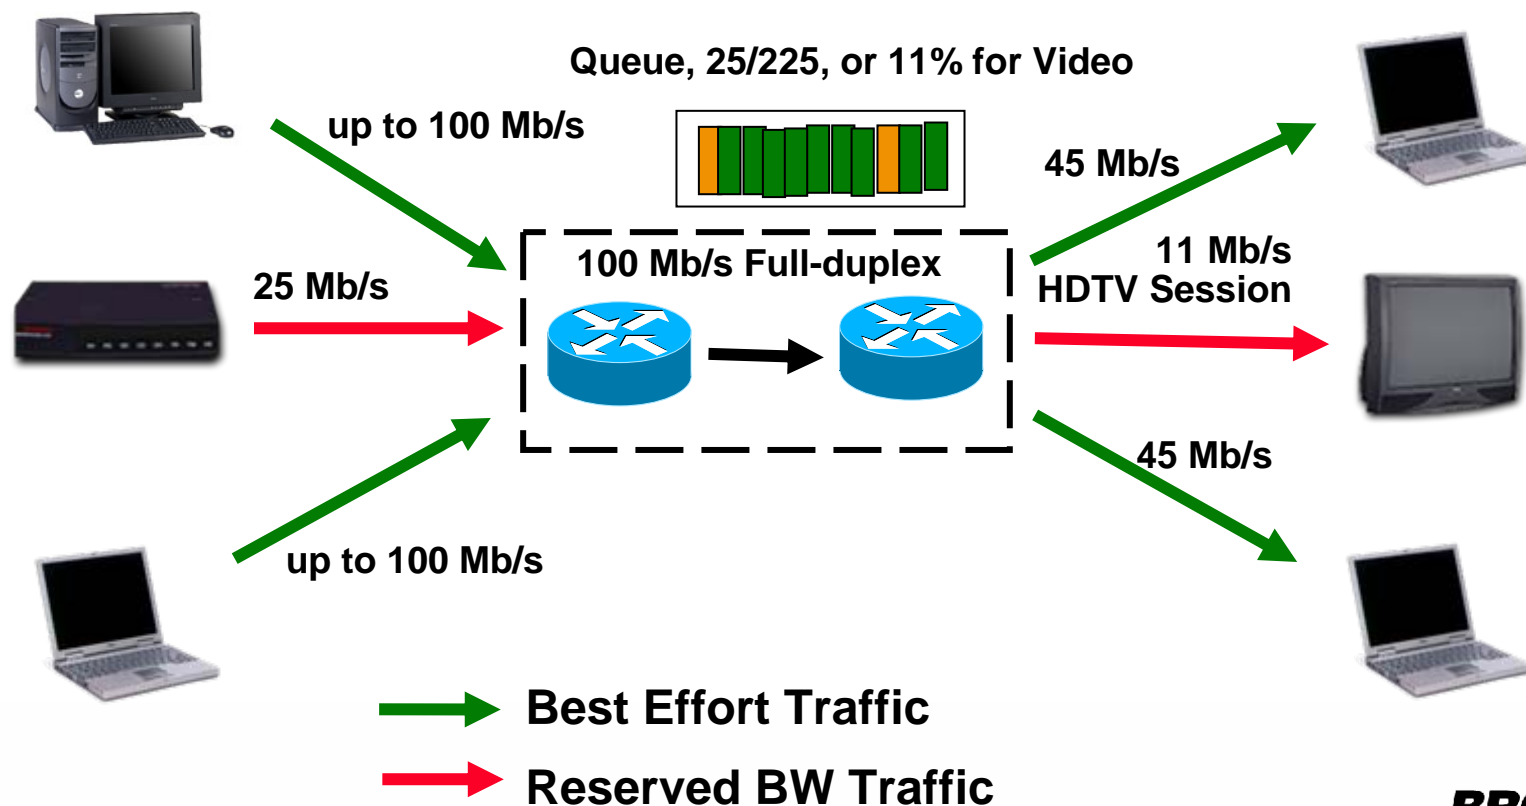 Queue, 25/225, or 11% for Video
up to 100 Mb/s
45 Mb/s
100 Mb/s Full-duplex
11 Mb/s
HDTV Session
25 Mb/s
45 Mb/s
up to 100 Mb/s
Best Effort Traffic
Reserved BW Traffic